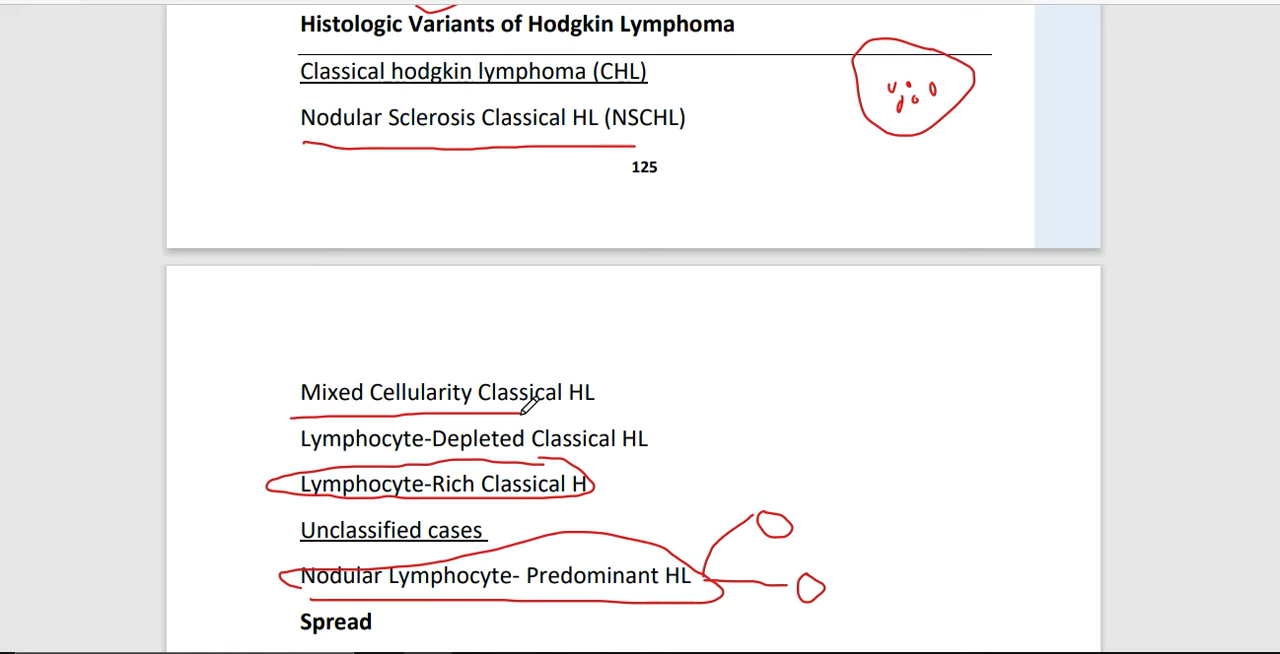 Histologic Variants of Hodgkin Lymphoma
Classical hodgkin lymphoma (CHL)
Nodular Sclerosis Classical HL (NSCHL)
125
Mixed Cellularity Classical HL
Lymphocyte-Depleted Classical HL
Lymphocyte-Rich Classical H
Unclassified cases
Nodular Lymphocyte- Predominant HL
Spread